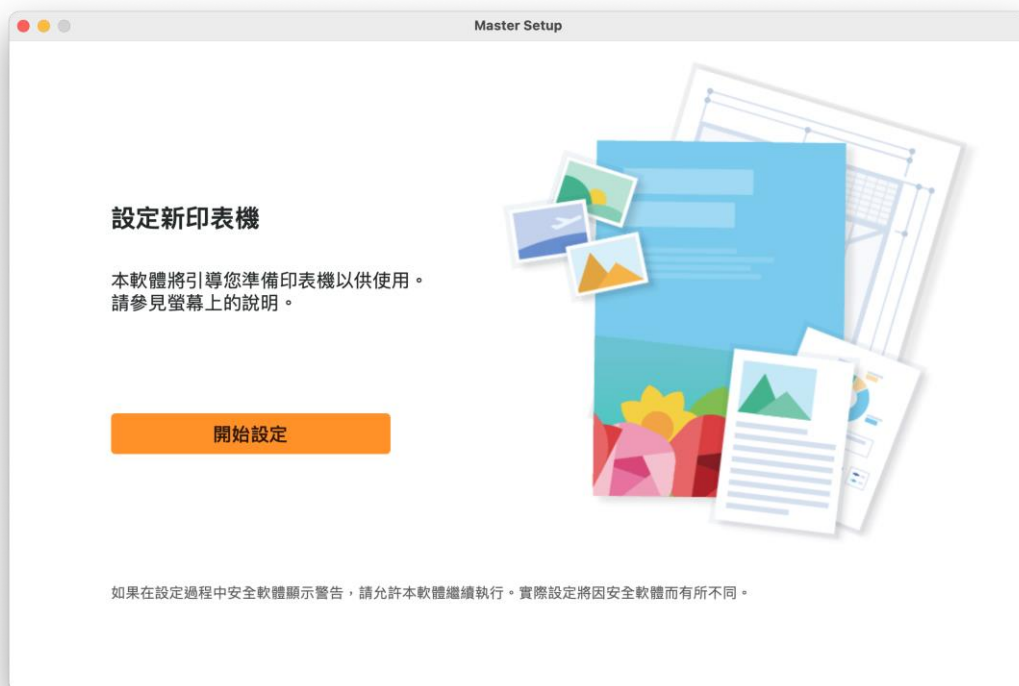 Master Setup
設定新印表機
本軟體將引導您準備印表機以供使用。
請參見螢幕上的說明。
開始設定
如果在設定過程中安全軟體顯示警告，請允許本軟體繼續執行。實際設定將因安全軟體而有所不同。